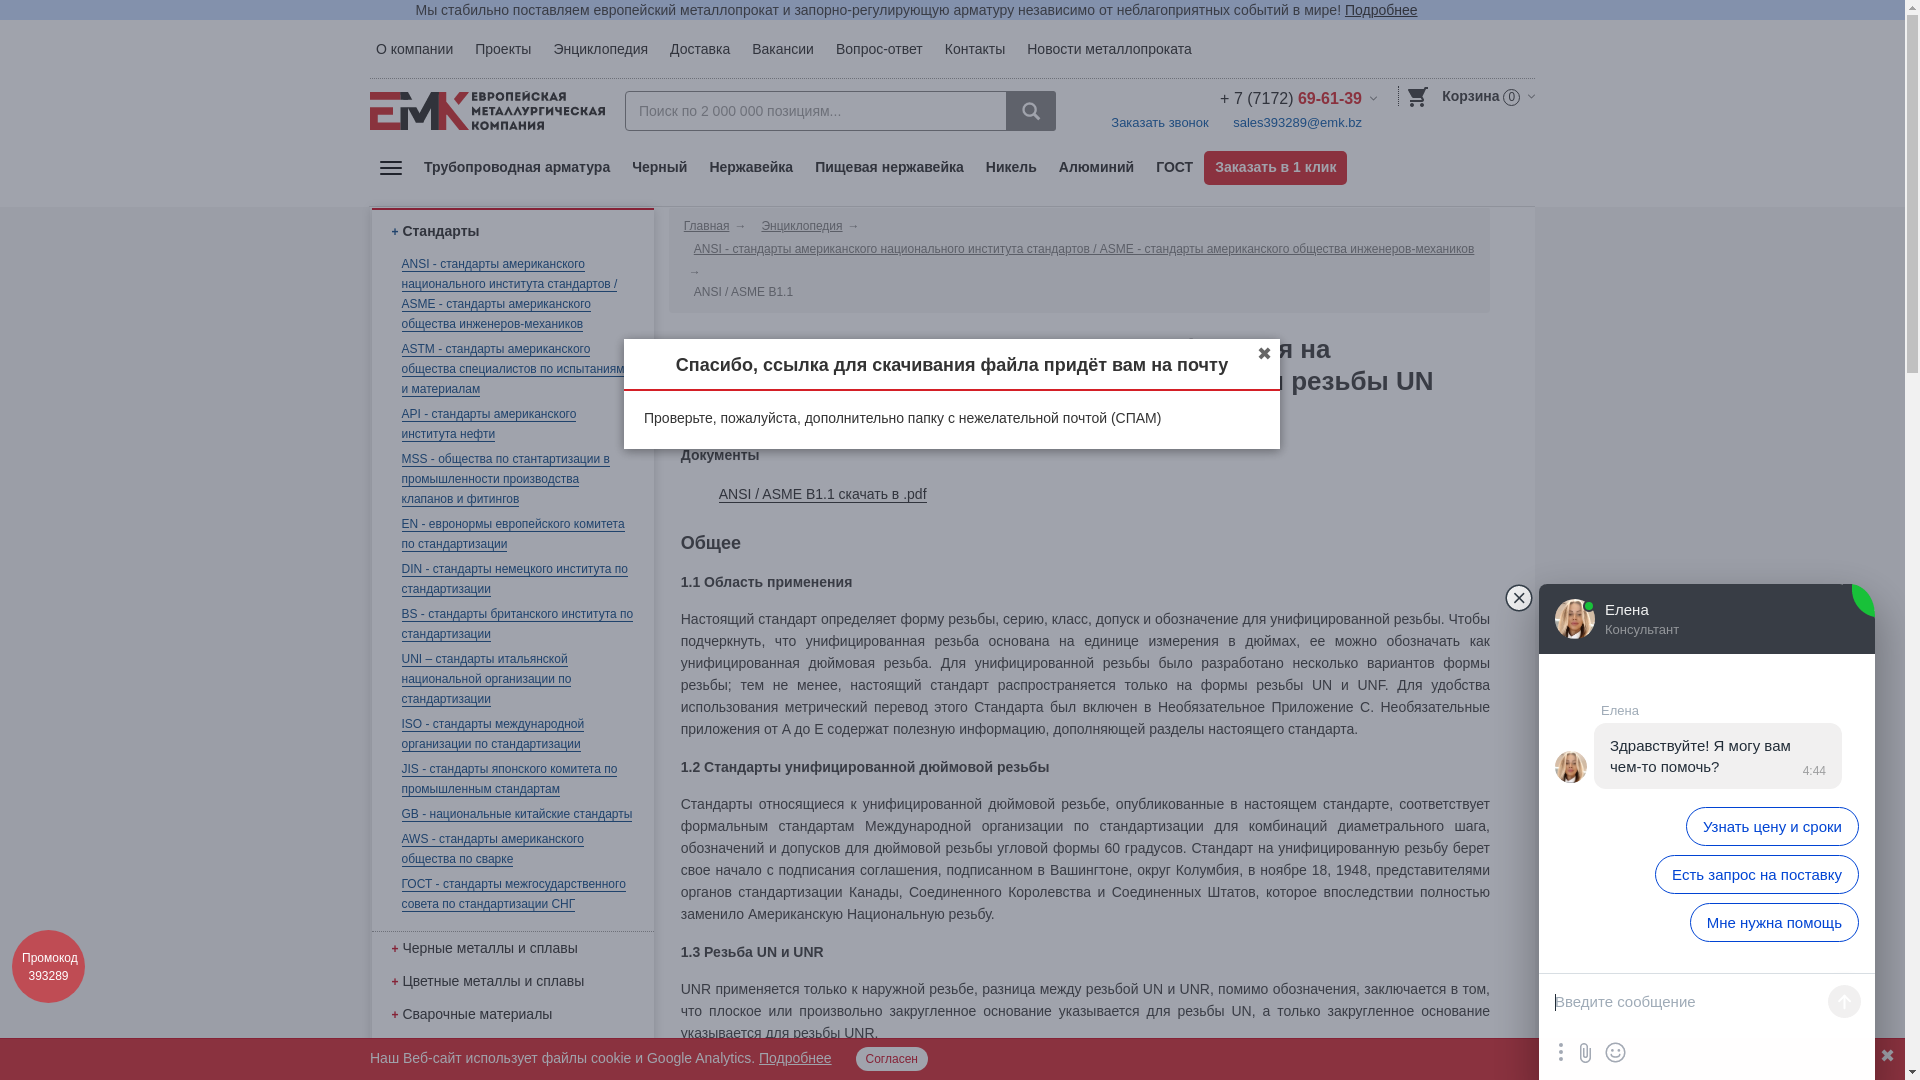 Мы стабильно поставляем европейский металлопрокат и запорно-регулирующую арматуру независимо от неблагоприятных событий в мире! Подробнее
О компании Проекты Энциклопедия Доставка Вакансии Вопрос-ответ Контакты Новости металлопроката
ЕМК ЕВРОПЕЙСКАЯ
МЕТАЛЛУРГИЧЕСКАЯ
КОМПАНИЯ
Поиск по 2 000 000 позициям...
+ 7 (7172) 69-61-39
Заказать звонок sales393289@emk.bz
Корзина 0
Трубопроводная арматура Черный Нержавейка Пищевая нержавейка Никель Алюминий ГОСТ Заказать в 1 клик
+ Стандарты
ANSI - стандарты американского
национального института стандартов /
ASME - стандарты американского
общества инженеров-механиков
ASTM - стандарты американского
общества специалистов по испытаниям
и материалам
API - стандарты американского
института нефти
MSS - общества по стантартизации в
промышленности производства
клапанов и фитингов
EN - евронормы европейского комитета
по стандартизации
DIN - стандарты немецкого института по
стандартизации
BS - стандарты британского института по
стандартизации
UNI – стандарты итальянской
национальной организации по
стандартизации
ISO - стандарты международной
организации по стандартизации
JIS - стандарты японского комитета по
промышленным стандартам
GB - национальные китайские стандарты
AWS - стандарты американского
общества по сварке
ГОСТ - стандарты межгосударственного
совета по стандартизации СНГ
+ Черные металлы и сплавы
+ Цветные металлы и сплавы
+ Сварочные материалы
Главная → Энциклопедия →
ANSI - стандарты американского национального института стандартов / ASME - стандарты американского общества инженеров-механиков
→
ANSI / ASME B1.1
я на
резьбы UN
Спасибо, ссылка для скачивания файла придёт вам на почту
✖
Проверьте, пожалуйста, дополнительно папку с нежелательной почтой (СПАМ)
Документы
ANSI / ASME B1.1 скачать в .pdf
Общее
1.1 Область применения
Настоящий стандарт определяет форму резьбы, серию, класс, допуск и обозначение для унифицированной резьбы. Чтобы
подчеркнуть, что унифицированная резьба основана на единице измерения в дюймах, ее можно обозначать как
унифицированная дюймовая резьба. Для унифицированной резьбы было разработано несколько вариантов формы
резьбы; тем не менее, настоящий стандарт распространяется только на формы резьбы UN и UNF. Для удобства
использования метрический перевод этого Стандарта был включен в Необязательное Приложение С. Необязательные
приложения от A до E содержат полезную информацию, дополняющей разделы настоящего стандарта.
1.2 Стандарты унифицированной дюймовой резьбы
Стандарты относящиеся к унифицированной дюймовой резьбе, опубликованные в настоящем стандарте, соответствует
формальным стандартам Международной организации по стандартизации для комбинаций диаметрального шага,
обозначений и допусков для дюймовой резьбы угловой формы 60 градусов. Стандарт на унифицированную резьбу берет
свое начало с подписания соглашения, подписанном в Вашингтоне, округ Колумбия, в ноябре 18, 1948, представителями
органов стандартизации Канады, Соединенного Королевства и Соединенных Штатов, которое впоследствии полностью
заменило Американскую Национальную резьбу.
1.3 Резьба UN и UNR
UNR применяется только к наружной резьбе, разница между резьбой UN и UNR, помимо обозначения, заключается в том,
что плоское или произвольно закругленное основание указывается для резьбы UN, а только закругленное основание
указывается для резьбы UNR.
Елена
Консультант
Елена
Здравствуйте! Я могу вам
чем-то помочь?
4:44
Узнать цену и сроки
Есть запрос на поставку
Мне нужна помощь
Введите сообщение
Промокод
393289
Наш Веб-сайт использует файлы cookie и Google Analytics. Подробнее Согласен ✖